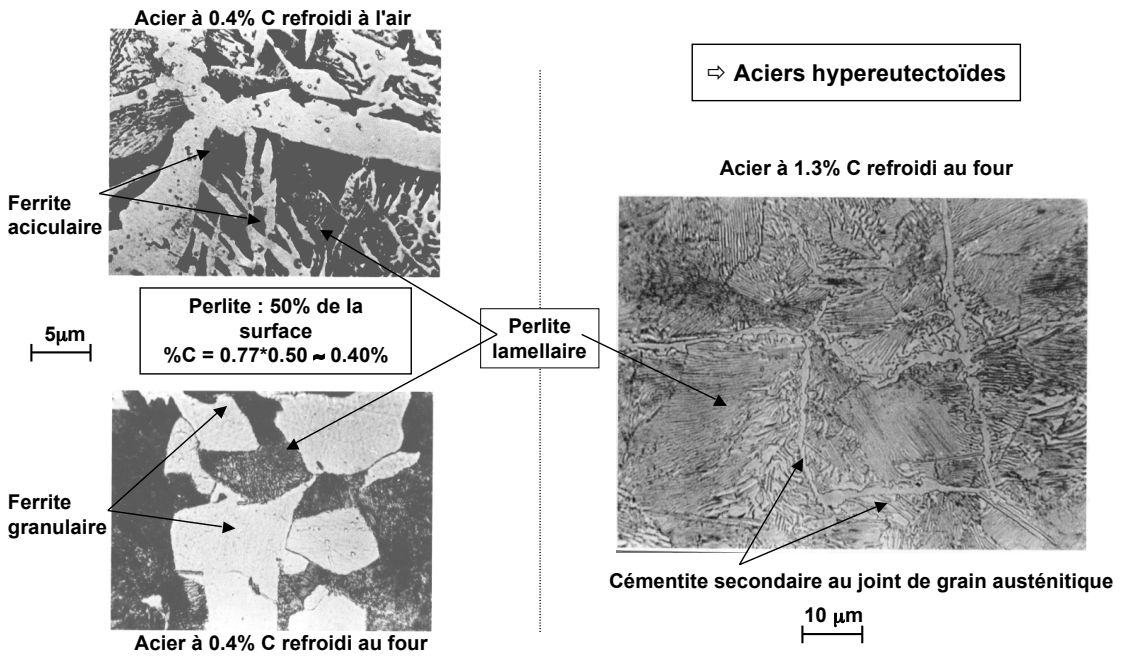 Acier à 0.4% C refroidi à l'air
Ferrite
aciculaire
Perlite : 50% de la
surface
%C = 0.77*0.50 ≈ 0.40%
5µm
Ferrite
granulaire
Acier à 0.4% C refroidi au four
Perlite
lamellaire
⇨ Aciers hypereutectoïdes
Acier à 1.3% C refroidi au four
Cémentite secondaire au joint de grain austénitique
10 µm